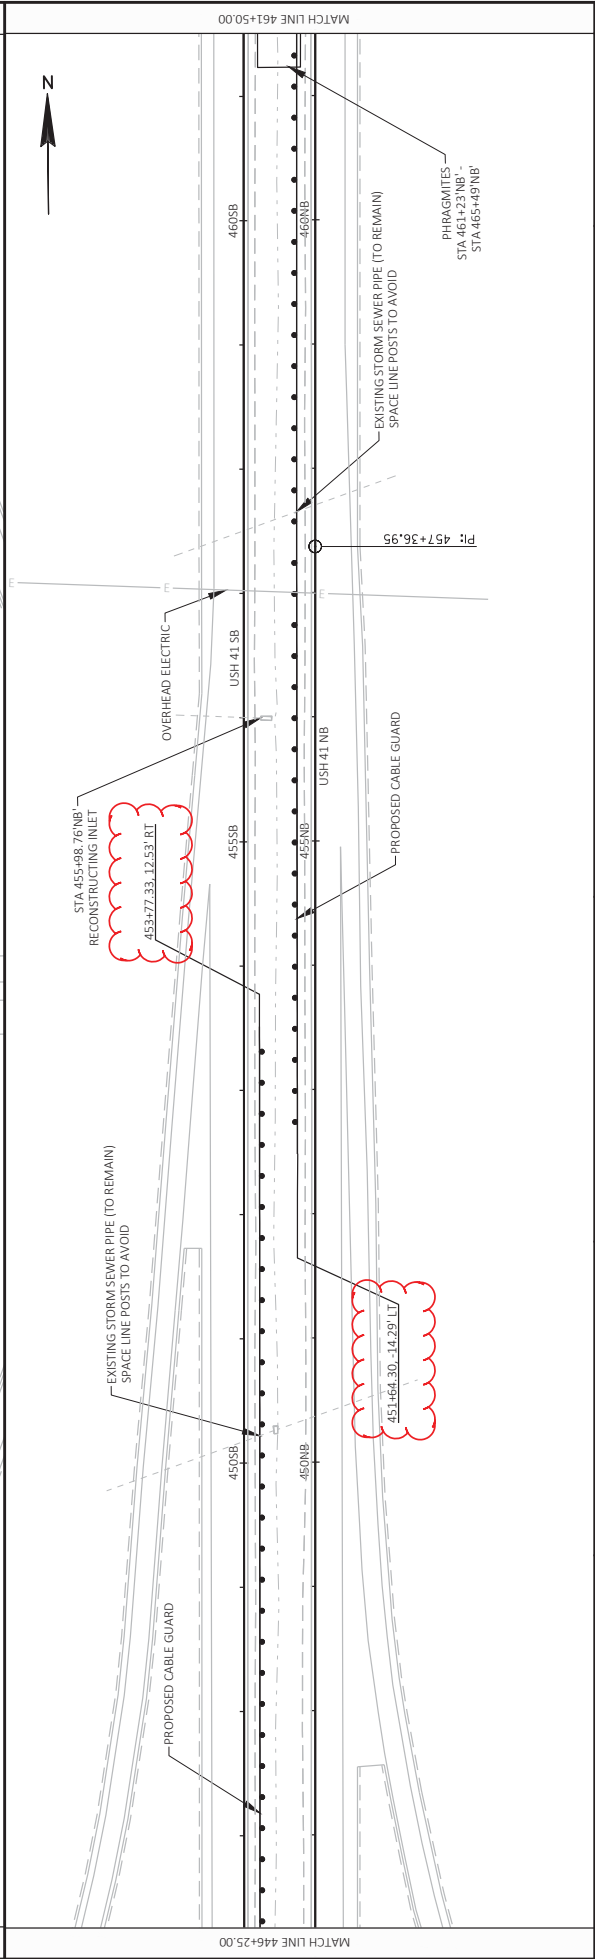 MATCH LINE 461+50.00
N
PHRAGMITES
STA 461+23'NB' -
STA 465+49'NB'
460SB
460NB
EXISTING STORM SEWER PIPE (TO REMAIN)
SPACE LINE POSTS TO AVOID
PI: 457+36.95
E
E
E
OVERHEAD ELECTRIC
USH 41 SB
USH 41 NB
STA 455+98.76'NB'
RECONSTRUCTING INLET
453+77.33, 12.53' RT
455SB
455NB
PROPOSED CABLE GUARD
EXISTING STORM SEWER PIPE (TO REMAIN)
SPACE LINE POSTS TO AVOID
451+64.30, -14.29' LT
450SB
450NB
PROPOSED CABLE GUARD
MATCH LINE 446+25.00